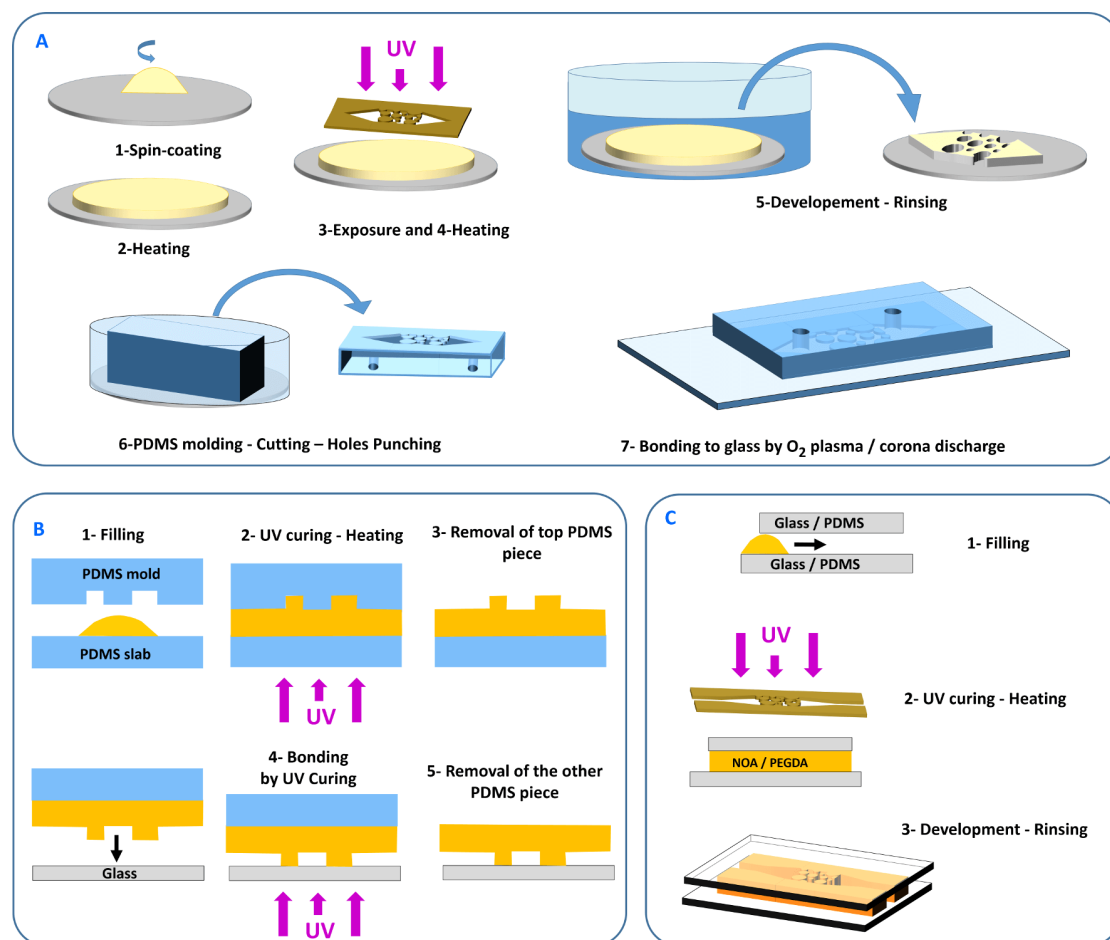 A
UV
1-Spin-coating
2-Heating
3-Exposure and 4-Heating
5-Developement - Rinsing
6-PDMS molding - Cutting – Holes Punching
7- Bonding to glass by O2 plasma / corona discharge
B
1- Filling
PDMS mold
PDMS slab
2- UV curing - Heating
UV
3- Removal of top PDMS
piece
Glass
4- Bonding
by UV Curing
UV
5- Removal of the other
PDMS piece
C
Glass / PDMS
Glass / PDMS
1- Filling
UV
2- UV curing - Heating
NOA / PEGDA
3- Development - Rinsing